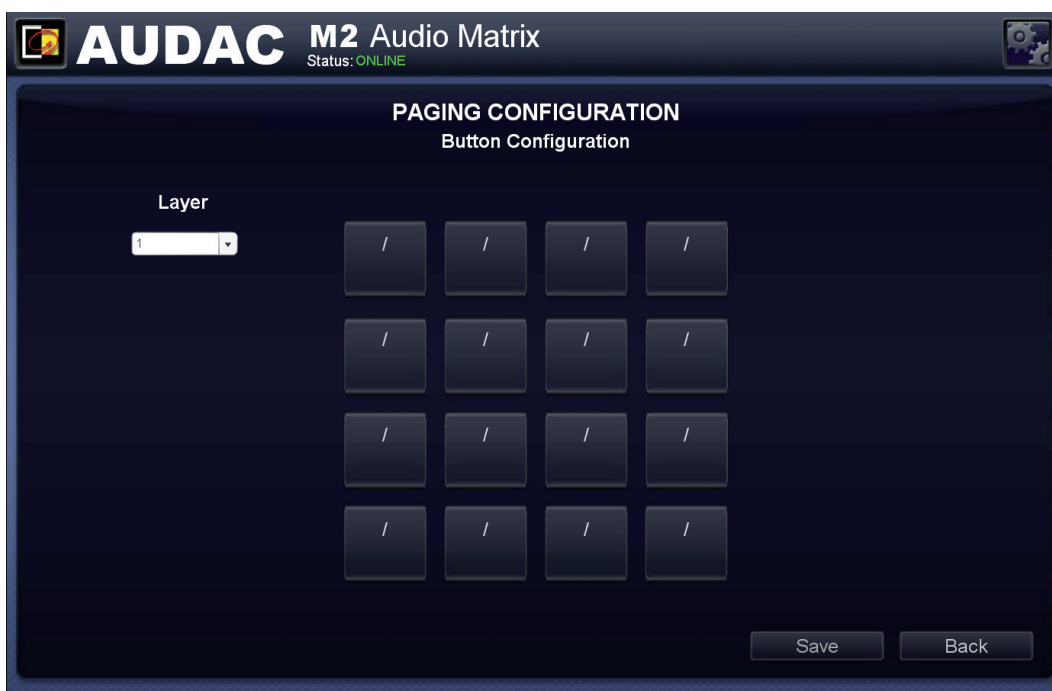 AUDAC M2 Audio Matrix
Status: ONLINE
PAGING CONFIGURATION
Button Configuration
Layer
1
/ / / /
/ / / /
/ / / /
/ / / /
Save Back